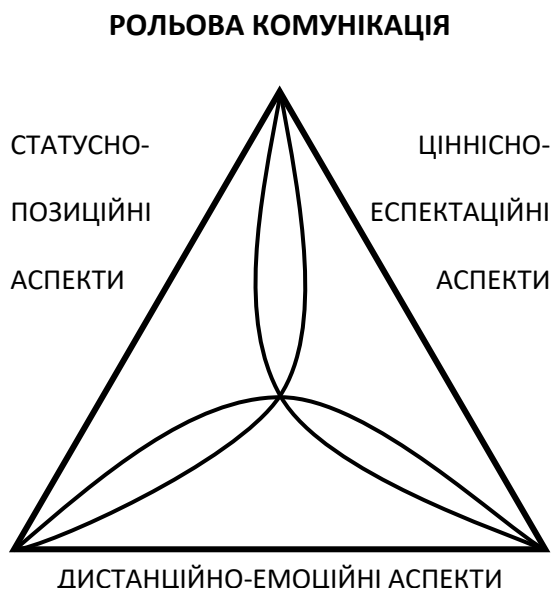 РОЛЬОВА КОМУНІКАЦІЯ
СТАТУСНО-
ПОЗИЦІЙНІ
АСПЕКТИ
ЦІННІСНО-
ЕСПЕКТАЦІЙНІ
АСПЕКТИ
ДИСТАНЦІЙНО-ЕМОЦІЙНІ АСПЕКТИ